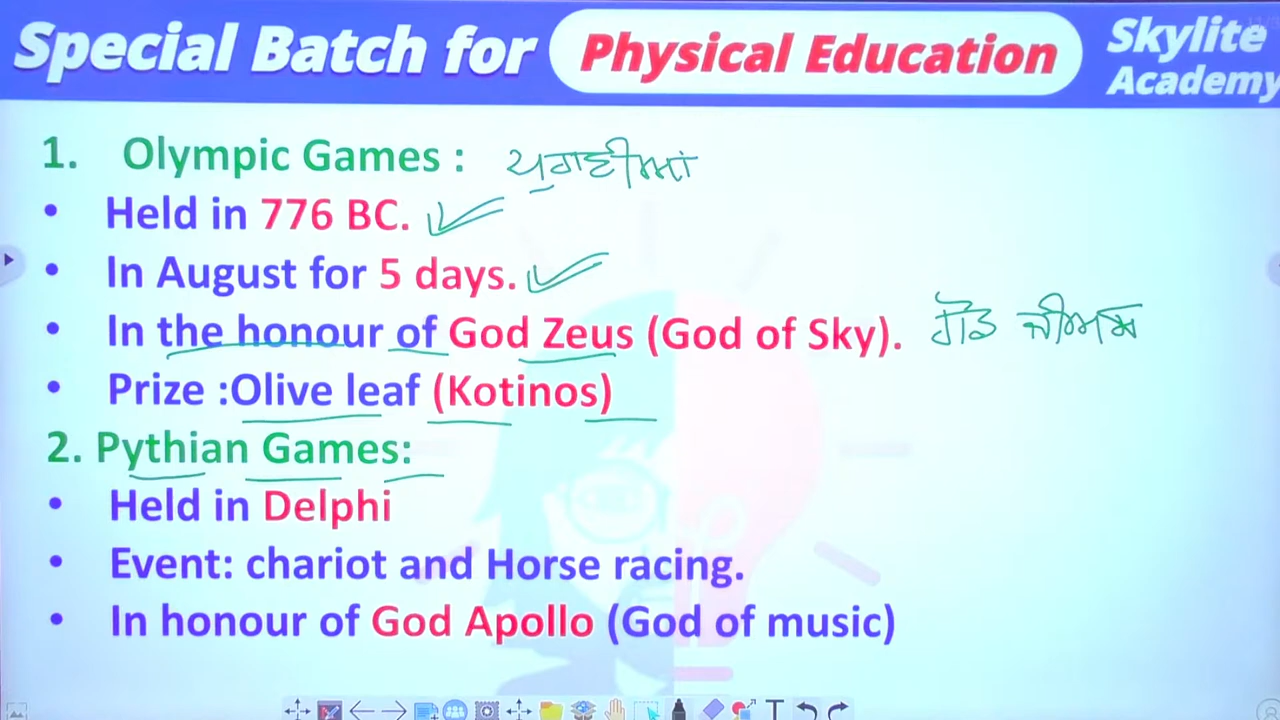 Special Batch for Physical Education Skylite Academy
1. Olympic Games : ਪੁਰਾਣੀਆਂ
• Held in 776 BC.
• In August for 5 days.
• In the honour of God Zeus (God of Sky). ਗੌਡ ਜੀਅਸ
• Prize :Olive leaf (Kotinos)
2. Pythian Games:
• Held in Delphi
• Event: chariot and Horse racing.
• In honour of God Apollo (God of music)